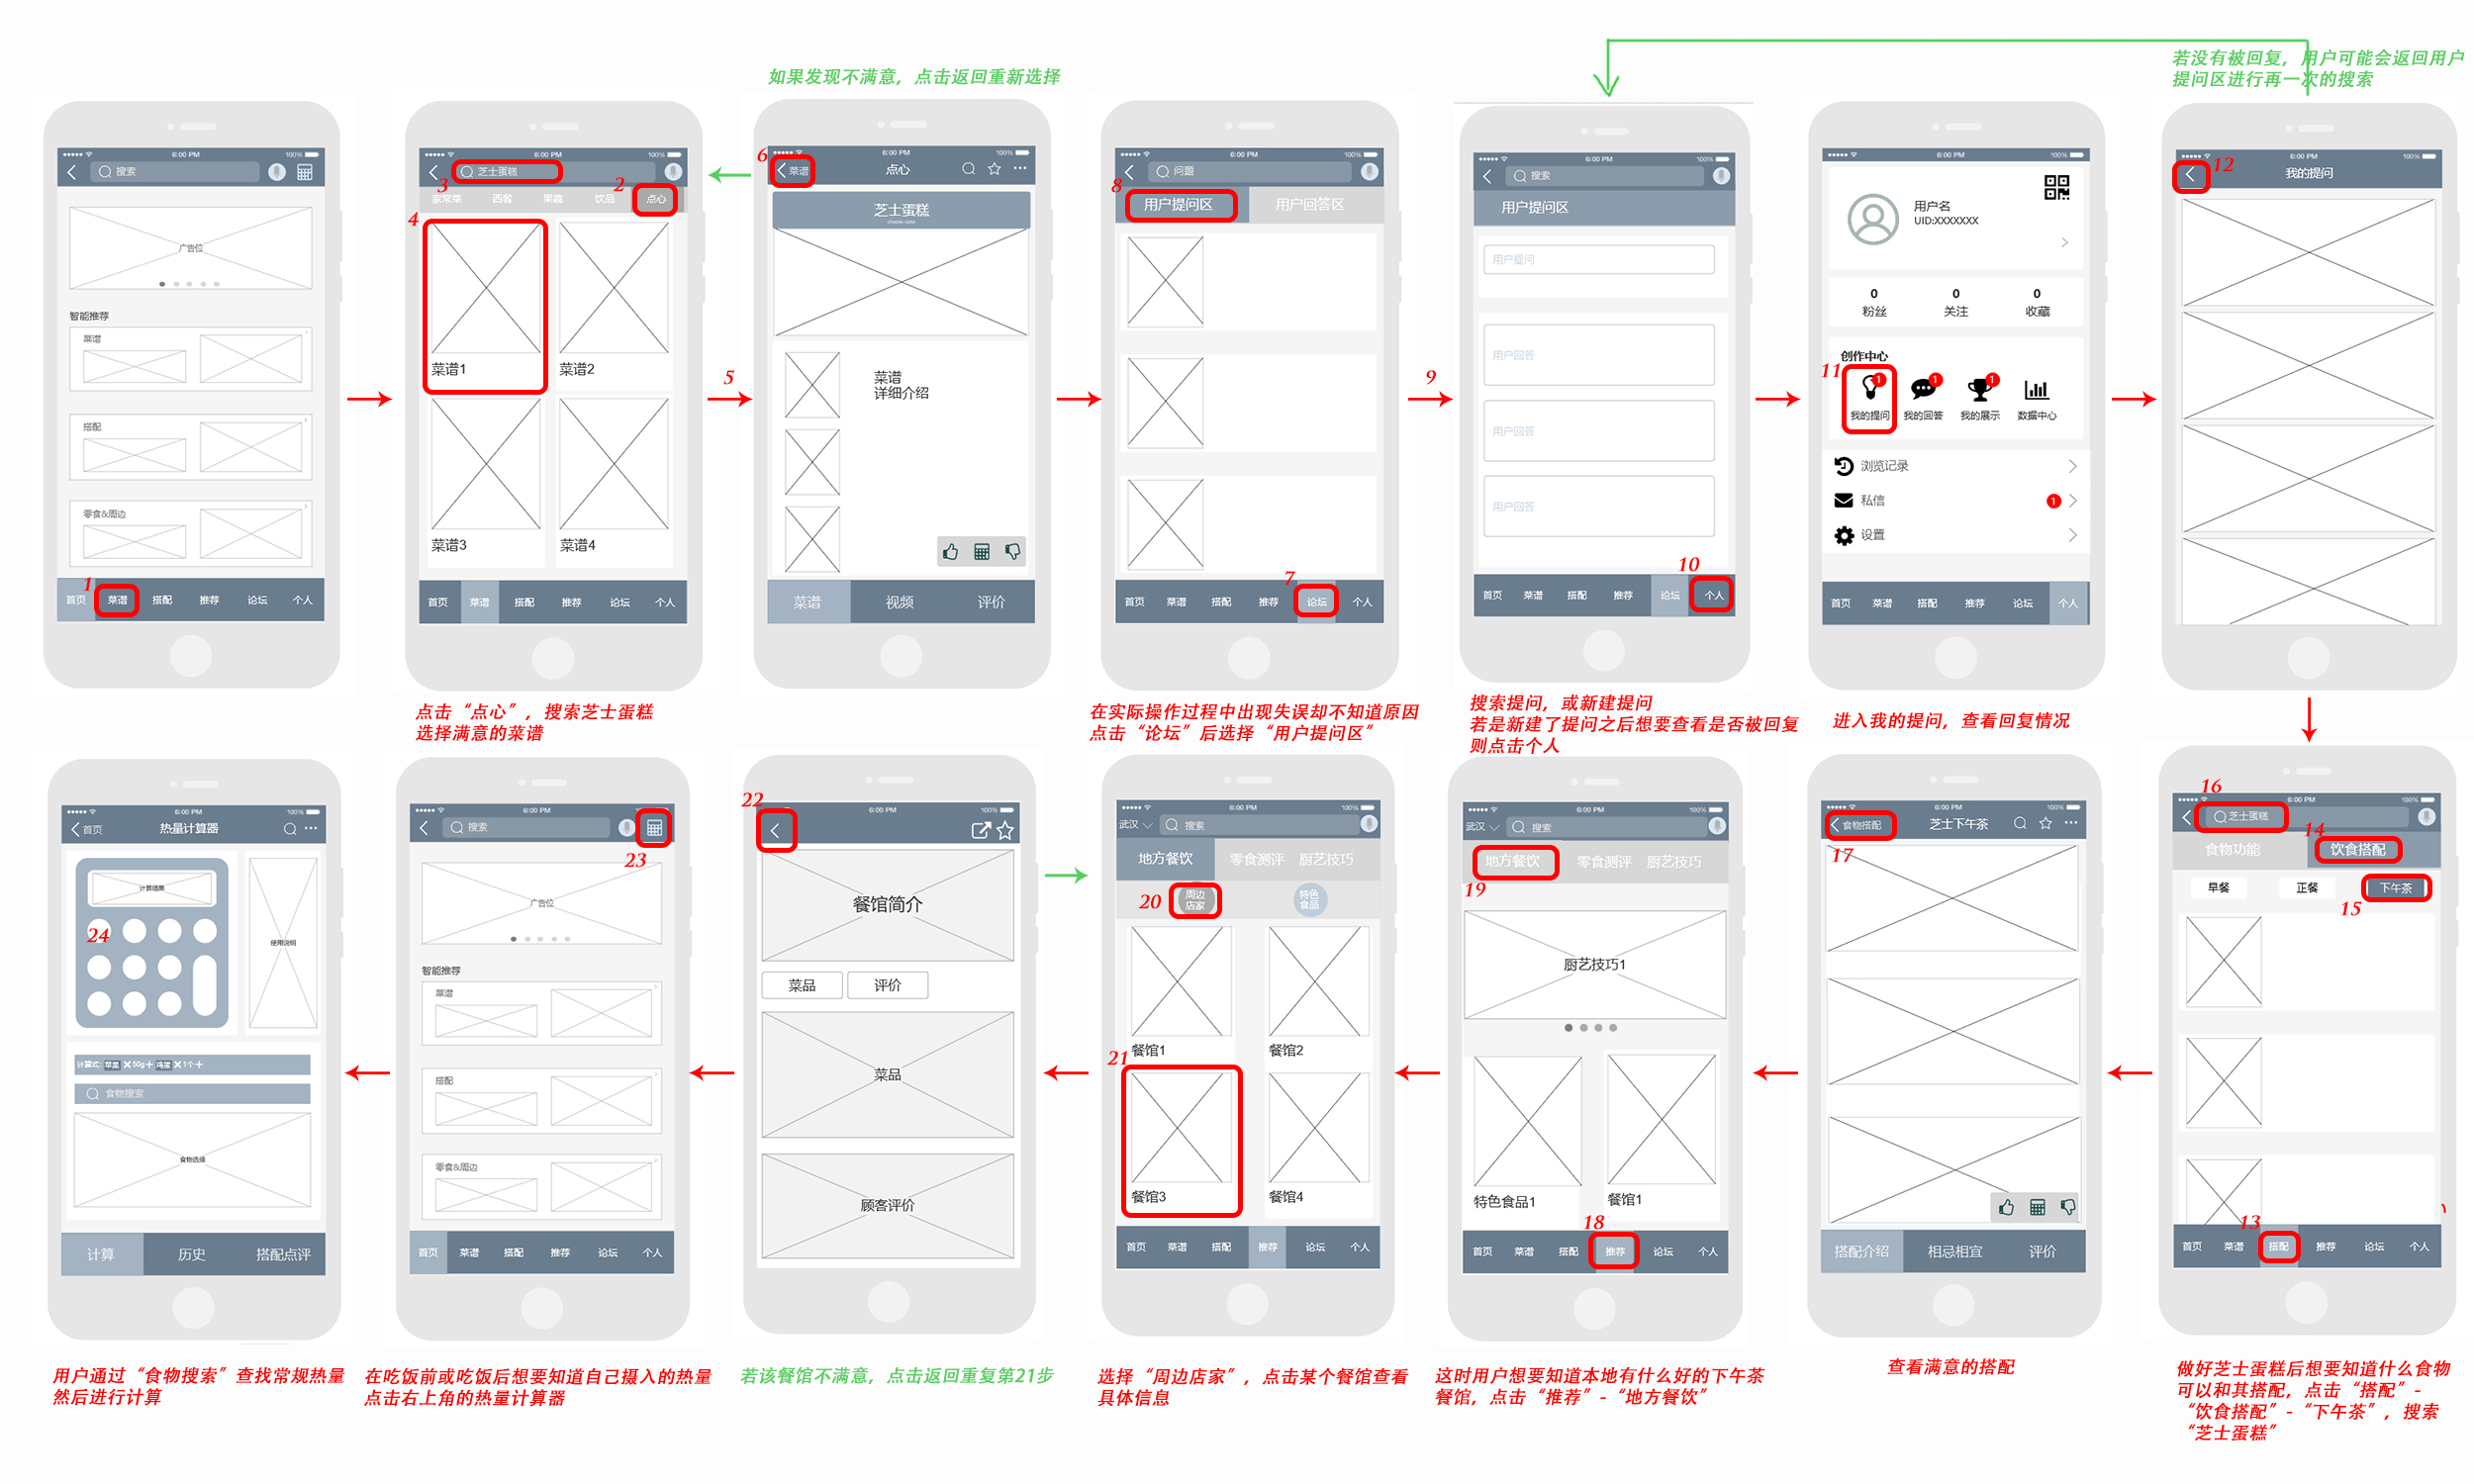 如果发现不满意，点击返回重新选择
若没有被回复，用户可能会返回用户
提问区进行再一次的搜索
6:00 PM 100%
搜索
广告位
智能推荐
菜谱
搭配
零食&周边
1
首页 菜谱 搭配 推荐 论坛 个人
6:00 PM 100%
芝士蛋糕
3 2
家常菜 西餐 果蔬 饮品 点心
4
菜谱1 菜谱2
菜谱3 菜谱4
首页 菜谱 搭配 推荐 论坛 个人
点击“点心”，搜索芝士蛋糕
选择满意的菜谱
5
6
6:00 PM 100%
菜谱 点心
芝士蛋糕
菜谱
详细介绍
菜谱 视频 评价
6:00 PM 100%
问题
8
用户提问区 用户回答区
7
首页 菜谱 搭配 推荐 论坛 个人
在实际操作过程中出现失误却不知道原因
点击“论坛”后选择“用户提问区”
9
6:00 PM 100%
搜索
用户提问区
用户提问
用户回答
用户回答
用户回答
10
首页 菜谱 搭配 推荐 论坛 个人
搜索提问，或新建提问
若是新建了提问之后想要查看是否被回复
则点击个人
6:00 PM 100%
用户名
UID:XXXXXXX
0 0 0
粉丝 关注 收藏
创作中心
11
1 1 1
我的提问 我的回答 我的展示 数据中心
浏览记录
私信 1
设置
首页 菜谱 搭配 推荐 论坛 个人
进入我的提问，查看回复情况
6:00 PM 100%
12
我的提问
6:00 PM 100%
首页 热量计算器
计算结果
24
使用说明
计算式：苹果×50g＋鸡蛋×1个＋
食物搜索
食物选择
计算 历史 搭配点评
用户通过“食物搜索”查找常规热量
然后进行计算
6:00 PM
搜索
23
广告位
智能推荐
菜谱
搭配
零食&周边
首页 菜谱 搭配 推荐 论坛 个人
在吃饭前或吃饭后想要知道自己摄入的热量
点击右上角的热量计算器
22
6:00 PM 100%
餐馆简介
菜品 评价
菜品
顾客评价
若该餐馆不满意，点击返回重复第21步
6:00 PM 100%
武汉 搜索
地方餐饮 零食测评 厨艺技巧
20
周边
店家
特色
食品
餐馆1 餐馆2
21
餐馆3 餐馆4
首页 菜谱 搭配 推荐 论坛 个人
选择“周边店家”，点击某个餐馆查看
具体信息
6:00 PM 100%
武汉 搜索
地方餐饮 零食测评 厨艺技巧
19
厨艺技巧1
特色食品1 餐馆1
18
首页 菜谱 搭配 推荐 论坛 个人
这时用户想要知道本地有什么好的下午茶
餐馆，点击“推荐”-“地方餐饮”
6:00 PM 100%
食物搭配 芝士下午茶
17
搭配介绍 相忌相宜 评价
查看满意的搭配
16
6:00 PM 100%
芝士蛋糕
14
食物功能 饮食搭配
早餐 正餐 下午茶
15
13
首页 菜谱 搭配 推荐 论坛 个人
做好芝士蛋糕后想要知道什么食物
可以和其搭配，点击“搭配”-
“饮食搭配”-“下午茶”，搜索
“芝士蛋糕”